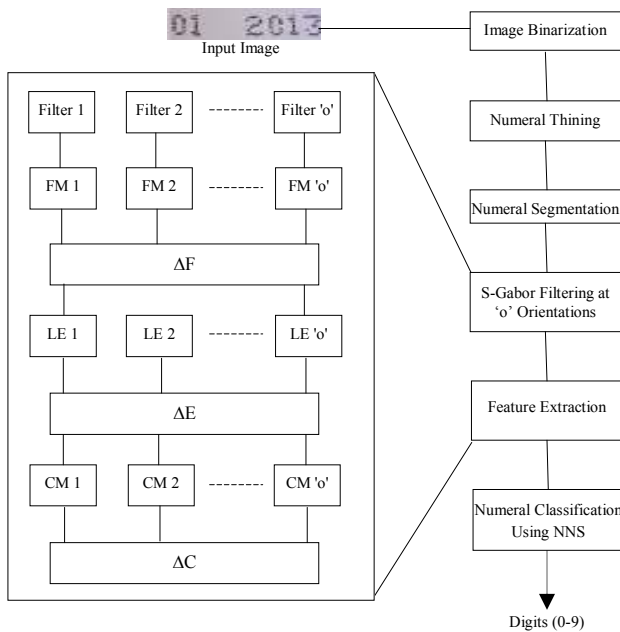 01 2013
Input Image
Image Binarization
Filter 1 Filter 2 Filter 'o'
Numeral Thining
FM 1 FM 2 FM 'o'
Numeral Segmentation
ΔF
S-Gabor Filtering at
‘o’ Orientations
LE 1 LE 2 LE 'o'
ΔE
Feature Extraction
CM 1 CM 2 CM 'o'
Numeral Classification
Using NNS
ΔC
Digits (0-9)